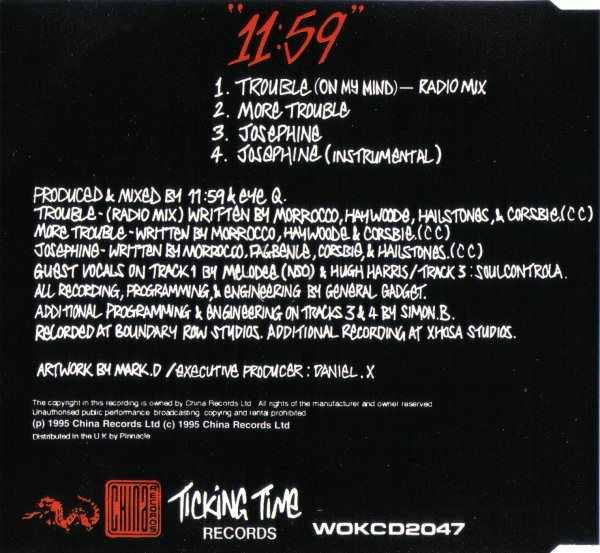 "11:59"
1. TROUBLE (ON MY MIND) — RADIO MIX
2. MORE TROUBLE
3. JOSEPHINE
4. JOSEPHINE (INSTRUMENTAL)
PRODUCED & MIXED BY 11:59 & EYE Q.
TROUBLE - (RADIO MIX) WRITTEN BY MORROCCO, HAYWOODE, HAILSTONES, & CORSBIE.(CC)
MORE TROUBLE - WRITTEN BY MORROCCO, HAYWOODE & CORSBIE.(CC)
JOSEPHINE - WRITTEN BY MORROCCO, FAGBENLE, CORSBIE, & HAILSTONES.(CC)
GUEST VOCALS ON TRACK 1 BY MELODEE (NSO) & HUGH HARRIS / TRACK 3 : SOULCONTROLA.
ALL RECORDING, PROGRAMMING, & ENGINEERING BY GENERAL GADGET.
ADDITIONAL PROGRAMMING & ENGINEERING ON TRACKS 3 & 4 BY SIMON.B.
RECORDED AT BOUNDARY ROW STUDIOS. ADDITIONAL RECORDING AT XHOSA STUDIOS.
ARTWORK BY MARK.D / EXECUTIVE PRODUCER : DANIEL.X
The copyright in this recording is owned by China Records Ltd All rights of the manufacturer and owner reserved
Unauthorised public performance broadcasting copying and rental prohibited
(p) 1995 China Records Ltd (c) 1995 China Records Ltd
Distributed in the U K by Pinnacle
CHINA RECORDS
TICKING TIME
RECORDS
WOKCD2047